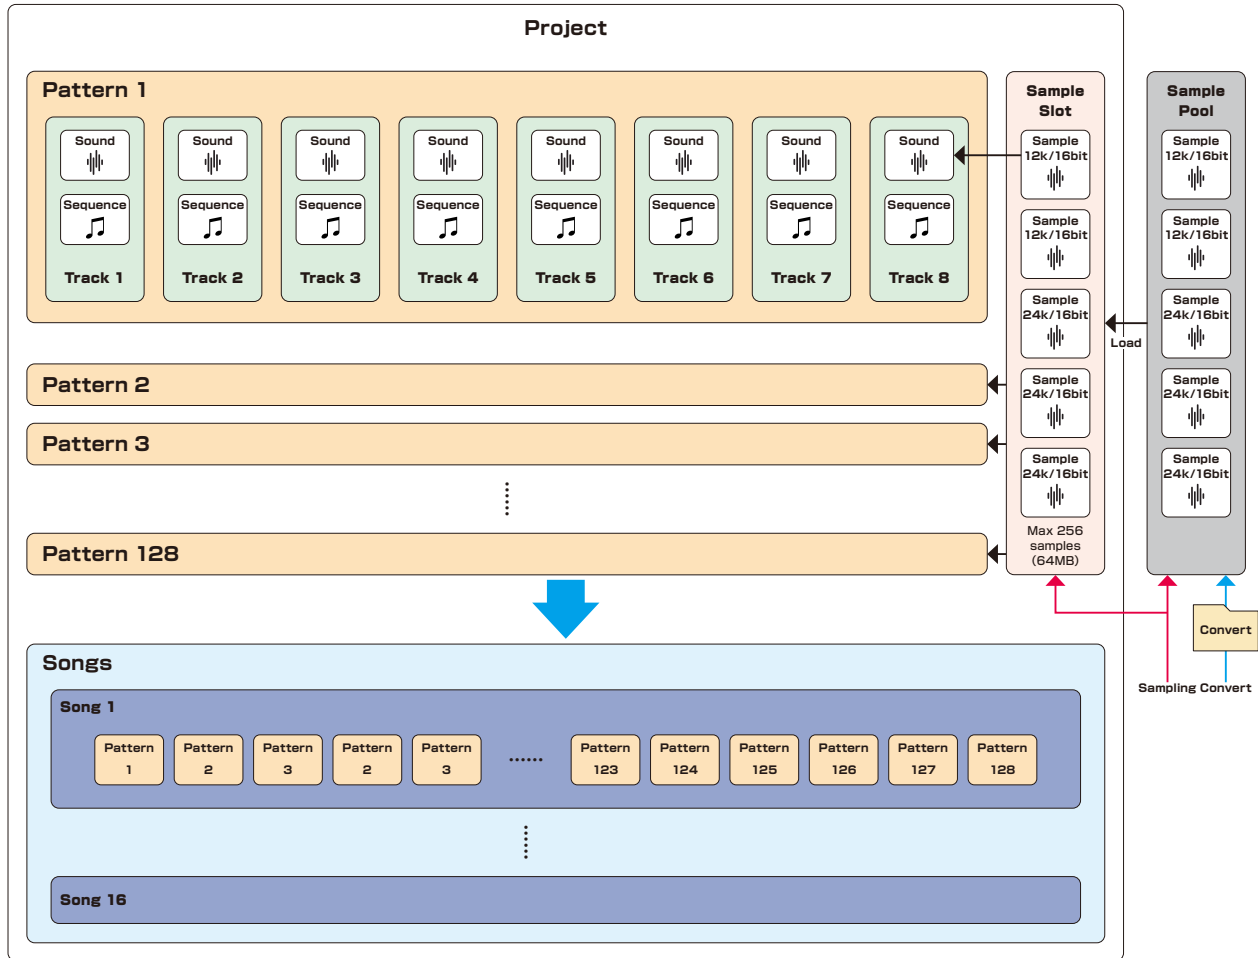 Project
Pattern 1
Sound
Sequence
Track 1
Sound
Sequence
Track 2
Sound
Sequence
Track 3
Sound
Sequence
Track 4
Sound
Sequence
Track 5
Sound
Sequence
Track 6
Sound
Sequence
Track 7
Sound
Sequence
Track 8
Pattern 2
Pattern 3
Pattern 128
Sample
Slot
Sample
12k/16bit
Sample
12k/16bit
Sample
24k/16bit
Sample
24k/16bit
Sample
24k/16bit
Max 256
samples
(64MB)
Load
Sample
Pool
Sample
12k/16bit
Sample
12k/16bit
Sample
24k/16bit
Sample
24k/16bit
Sample
24k/16bit
Convert
Sampling Convert
Songs
Song 1
Pattern
1
Pattern
2
Pattern
3
Pattern
2
Pattern
3
......
Pattern
123
Pattern
124
Pattern
125
Pattern
126
Pattern
127
Pattern
128
Song 16